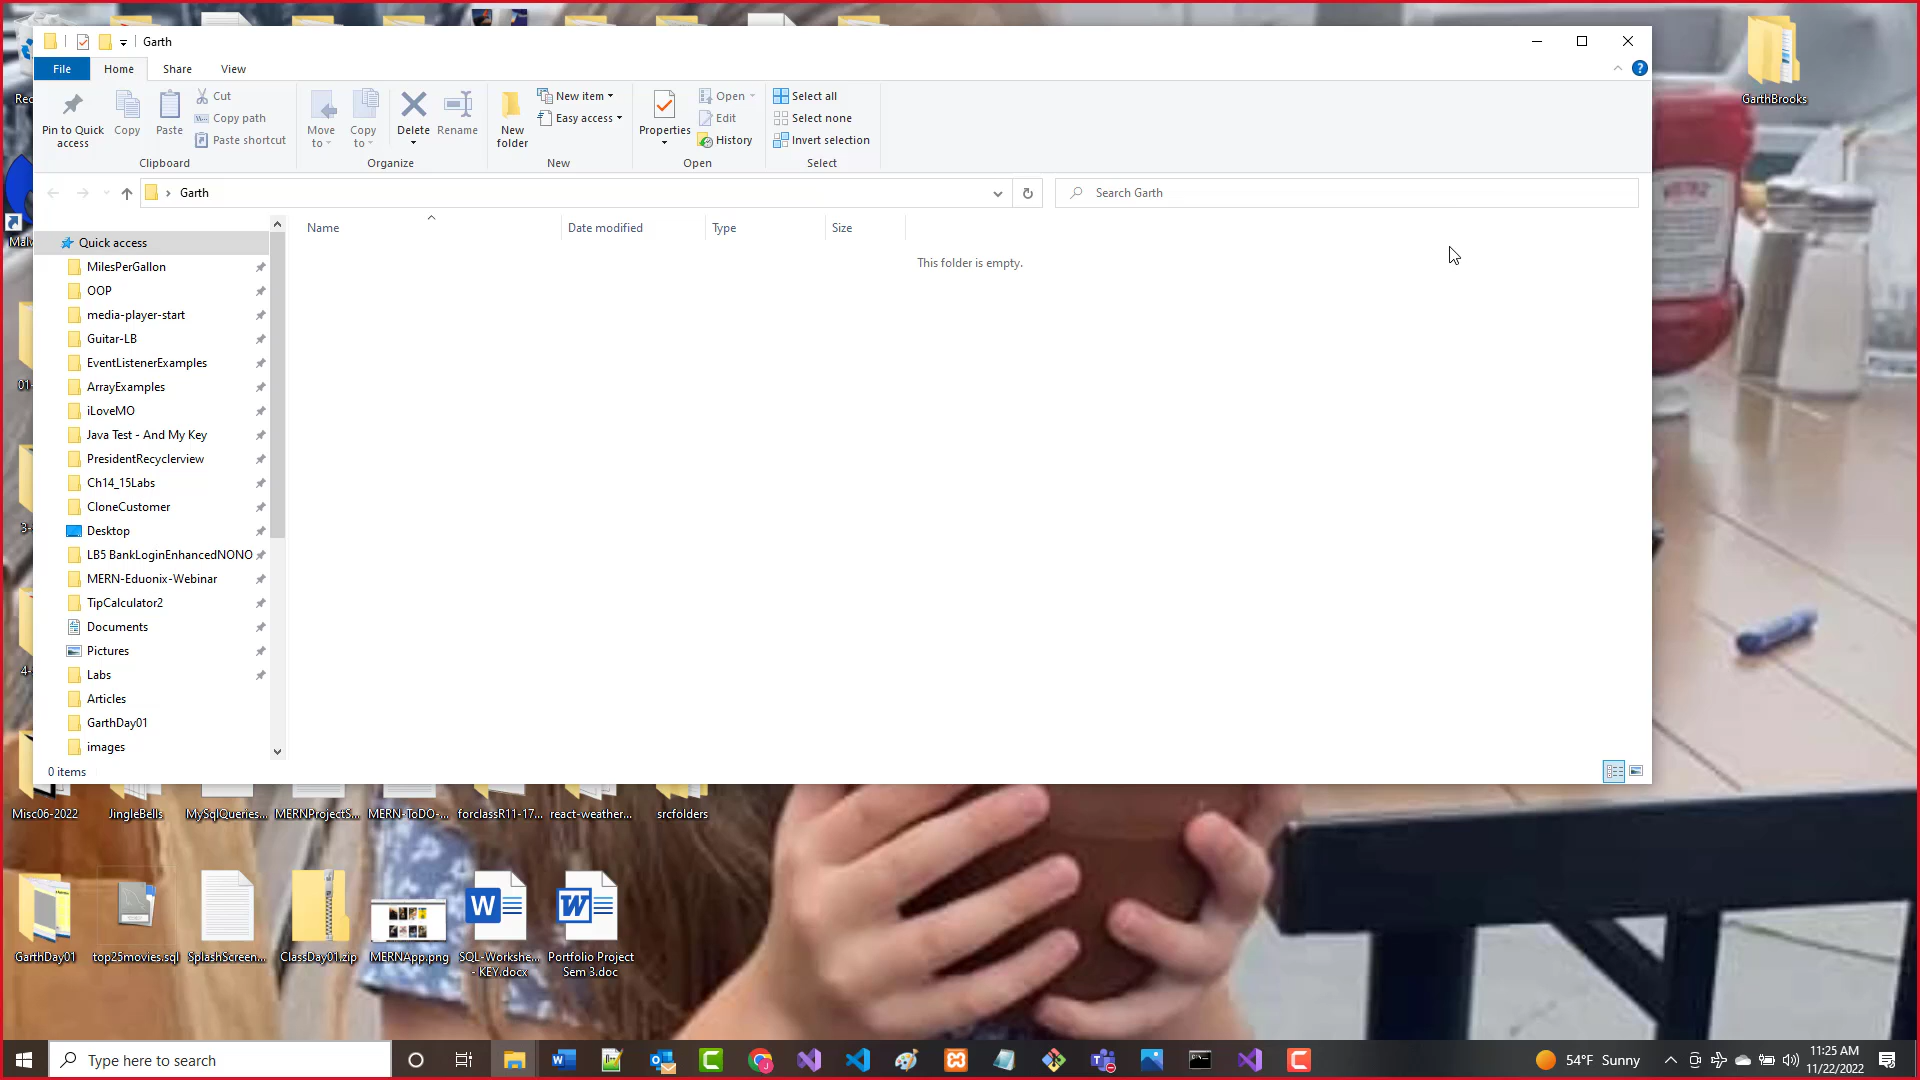 Garth
File Home Share View
Pin to Quick access
Copy
Paste
Cut
Copy path
Paste shortcut
Clipboard
Move to
Copy to
Delete
Rename
Organize
New folder
New item
Easy access
New
Properties
Open
Edit
History
Open
Select all
Select none
Invert selection
Select
Garth
Search Garth
Name Date modified Type Size
This folder is empty.
Quick access
MilesPerGallon
OOP
media-player-start
Guitar-LB
EventListenerExamples
ArrayExamples
iLoveMO
Java Test - And My Key
PresidentRecyclerview
Ch14_15Labs
CloneCustomer
Desktop
LB5 BankLoginEnhancedNONO
MERN-Eduonix-Webinar
TipCalculator2
Documents
Pictures
Labs
Articles
GarthDay01
images
0 items
GarthBrooks
HEINZ
Misc06-2022 JingleBells MySqlQueries... MERNProjectS... MERN-ToDO-... forclassR11-17... react-weather... srcfolders
GarthDay01 top25movies.sql SplashScreen... ClassDay01.zip MERNApp.png SQL-Workshe... - KEY.docx Portfolio Project Sem 3.doc
Type here to search
54°F Sunny
11:25 AM
11/22/2022